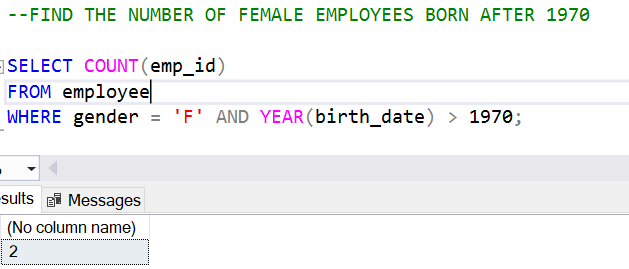 --FIND THE NUMBER OF FEMALE EMPLOYEES BORN AFTER 1970
SELECT COUNT(emp_id)
FROM employee
WHERE gender = 'F' AND YEAR(birth_date) > 1970;
sults Messages
(No column name)
2